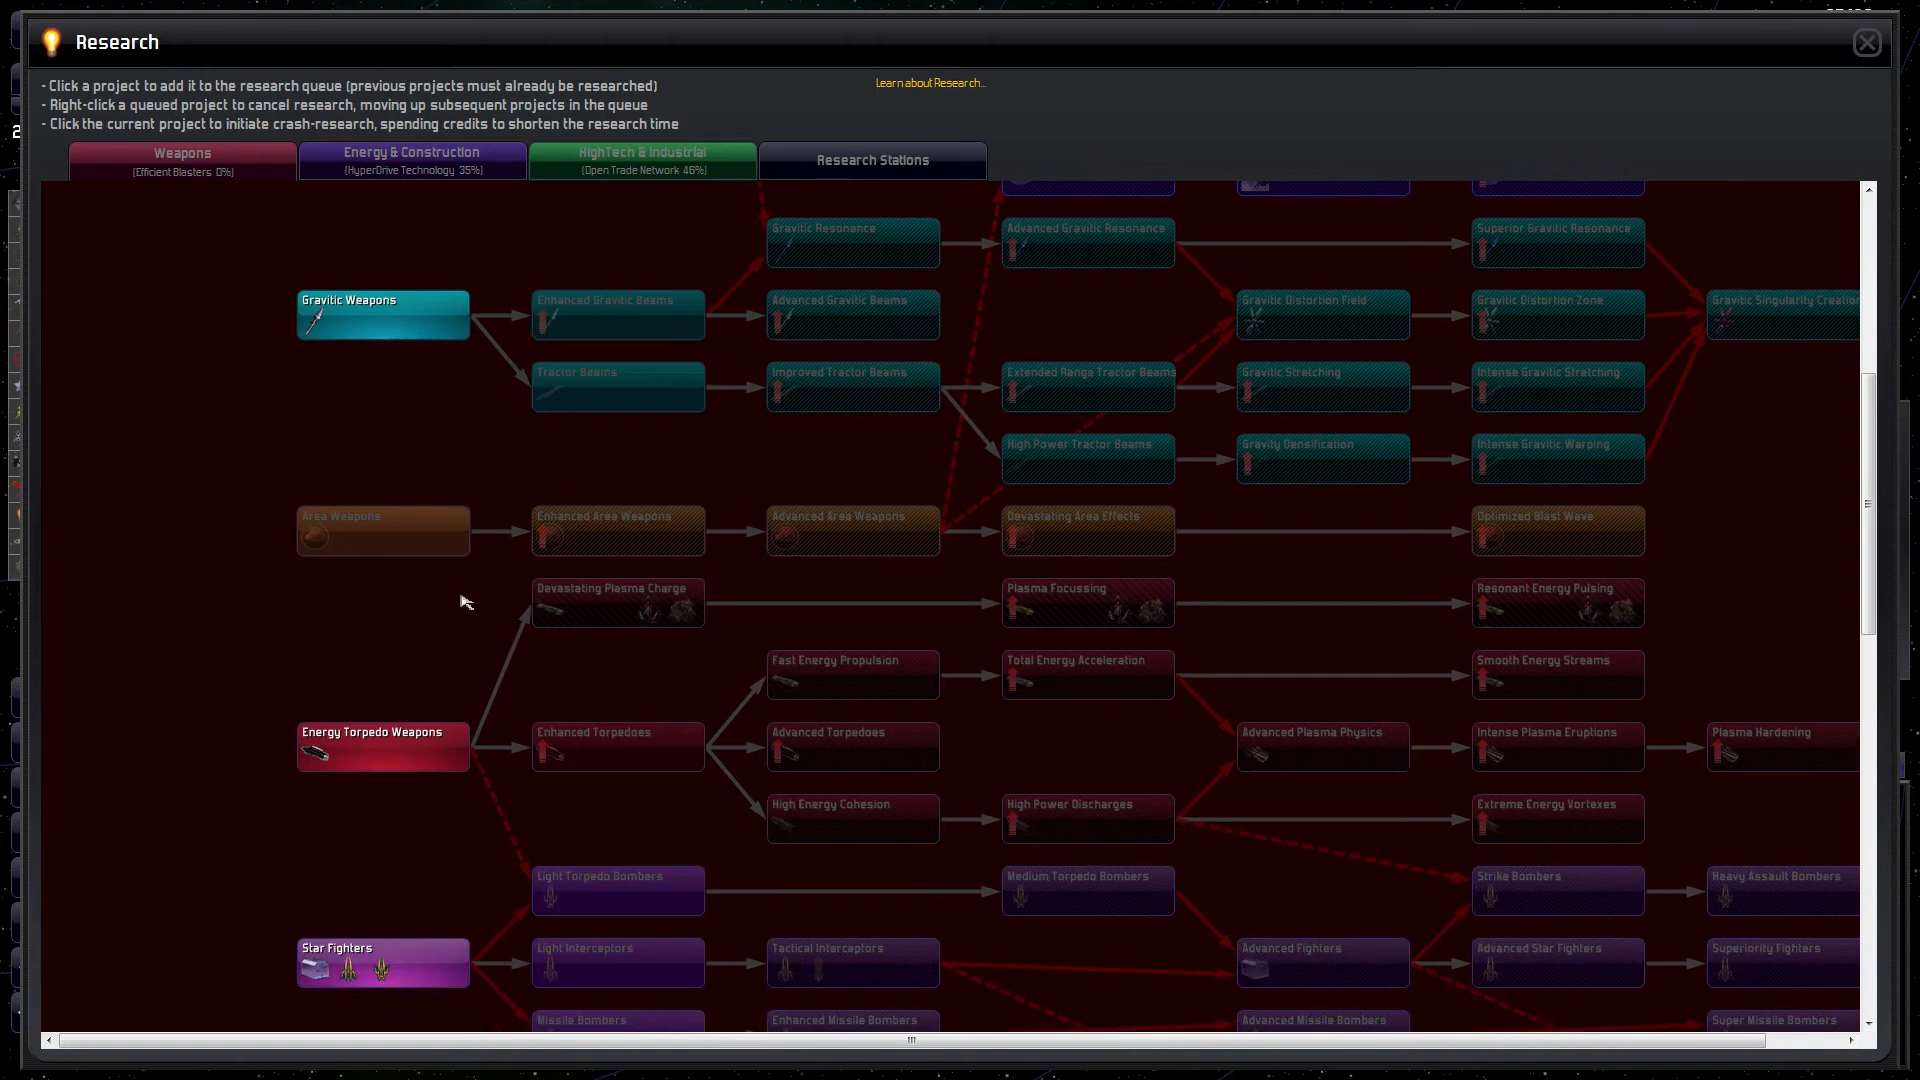 Research
- Click a project to add it to the research queue (previous projects must already be researched)
Learn about Research...
- Right-click a queued project to cancel research, moving up subsequent projects in the queue
- Click the current project to initiate crash-research, spending credits to shorten the research time
Weapons
(Efficient Blasters 0%)
Energy & Construction
(HyperDrive Technology 35%)
HighTech & Industrial
(Open Trade Network 46%)
Research Stations
Gravitic Resonance
Advanced Gravitic Resonance
Superior Gravitic Resonance
Gravitic Weapons
Enhanced Gravitic Beams
Advanced Gravitic Beams
Gravitic Distortion Field
Gravitic Distortion Zone
Gravitic Singularity Creation
Tractor Beams
Improved Tractor Beams
Extended Range Tractor Beams
Gravitic Stretching
Intense Gravitic Stretching
High Power Tractor Beams
Gravity Densification
Intense Gravitic Warping
Area Weapons
Enhanced Area Weapons
Advanced Area Weapons
Devastating Area Effects
Optimized Blast Wave
Devastating Plasma Charge
Plasma Focussing
Resonant Energy Pulsing
Fast Energy Propulsion
Total Energy Acceleration
Smooth Energy Streams
Energy Torpedo Weapons
Enhanced Torpedoes
Advanced Torpedoes
Advanced Plasma Physics
Intense Plasma Eruptions
Plasma Hardening
High Energy Cohesion
High Power Discharges
Extreme Energy Vortexes
Light Torpedo Bombers
Medium Torpedo Bombers
Strike Bombers
Heavy Assault Bombers
Star Fighters
Light Interceptors
Tactical Interceptors
Advanced Fighters
Advanced Star Fighters
Superiority Fighters
Missile Bombers
Enhanced Missile Bombers
Advanced Missile Bombers
Super Missile Bombers